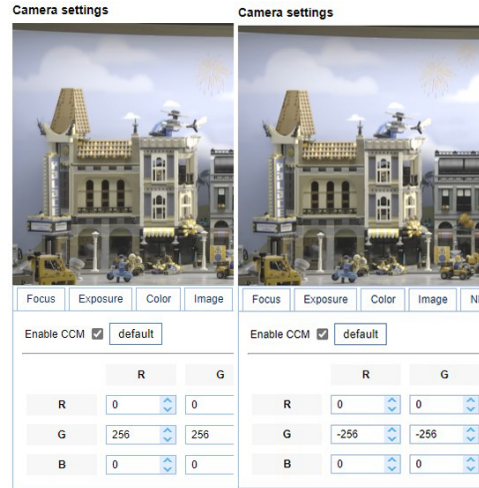 Camera settings
Focus Exposure Color Image
Enable CCM default
R G
R 0 0
G 256 256
B 0 0
Camera settings
Focus Exposure Color Image
Enable CCM default
R G
R 0 0
G -256 -256
B 0 0